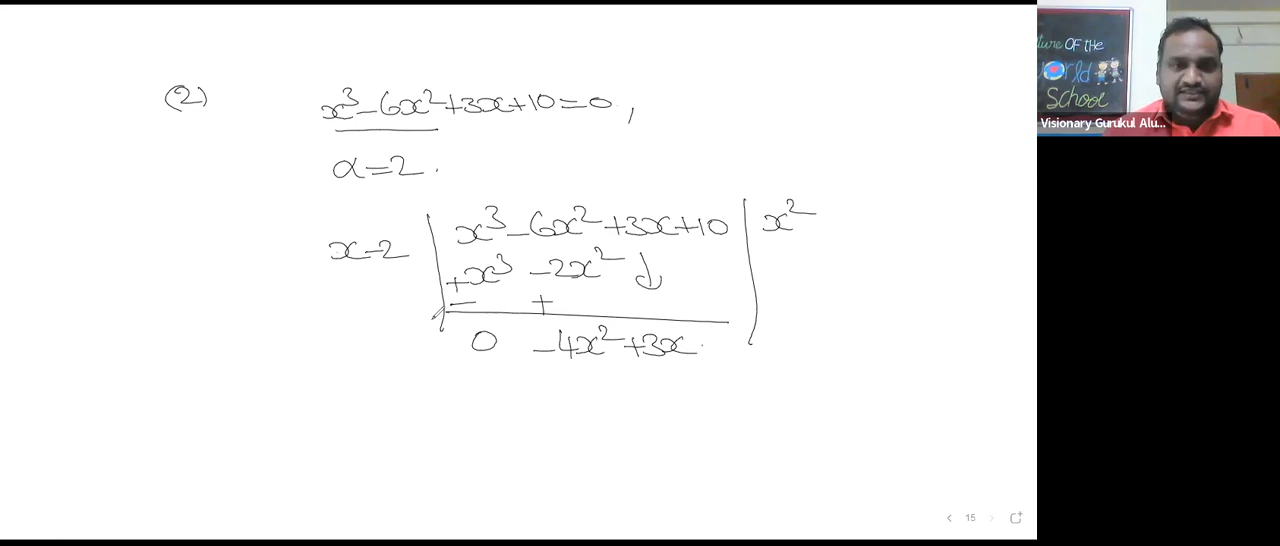 (2) x³ - 6x² + 3x + 10 = 0,
α = 2.
x - 2 | x³ - 6x² + 3x + 10 | x²
+x³ - 2x² ↓
- +
0 - 4x² + 3x.
ture OF tHe
World
SCHOOL
Visionary Gurukul Alu...
< 15 >